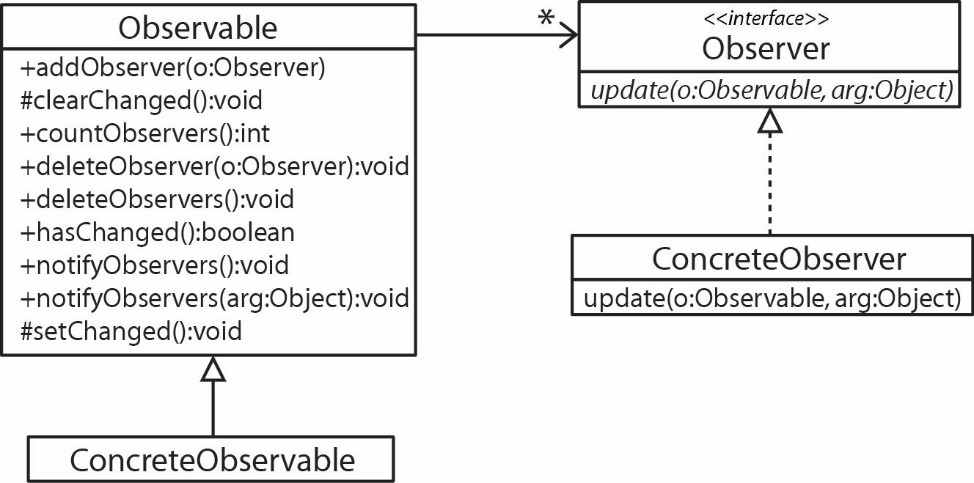 Observable
+addObserver(o:Observer)
#clearChanged():void
+countObservers():int
+deleteObserver(o:Observer):void
+deleteObservers():void
+hasChanged():boolean
+notifyObservers():void
+notifyObservers(arg:Object):void
#setChanged():void
ConcreteObservable
*
<<interface>>
Observer
update(o:Observable, arg:Object)
ConcreteObserver
update(o:Observable, arg:Object)